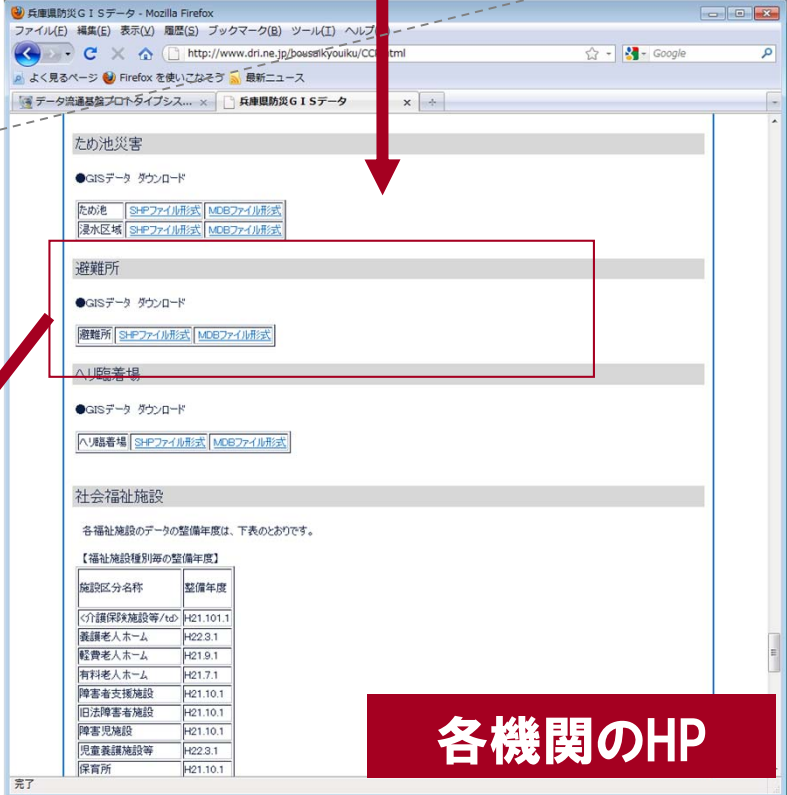 兵庫県防災GISデータ - Mozilla Firefox
ファイル(F) 編集(E) 表示(V) 履歴(S) ブックマーク(B) ツール(T) ヘルプ
http://www.dri.ne.jp/bousaikyouiku/CC html
Google
よく見るページ Firefox を使いこなそう 最新ニュース
データ流通基盤プロトタイプシス... × 兵庫県防災GISデータ ×
ため池災害
●GISデータ ダウンロード
ため池 SHPファイル形式 MDBファイル形式
浸水区域 SHPファイル形式 MDBファイル形式
避難所
●GISデータ ダウンロード
避難所 SHPファイル形式 MDBファイル形式
ヘリ臨着場
●GISデータ ダウンロード
ヘリ臨着場 SHPファイル形式 MDBファイル形式
社会福祉施設
各福祉施設のデータの整備年度は、下表のとおりです。
【福祉施設種別毎の整備年度】
施設区分名称 整備年度
<介護保険施設等/td> H21.101.1
養護老人ホーム H22.3.1
軽費老人ホーム H21.9.1
有料老人ホーム H21.7.1
障害者支援施設 H21.10.1
旧法障害者施設 H21.10.1
障害児施設 H21.10.1
児童養護施設等 H22.3.1
保育所 H21.10.1
各機関のHP
完了